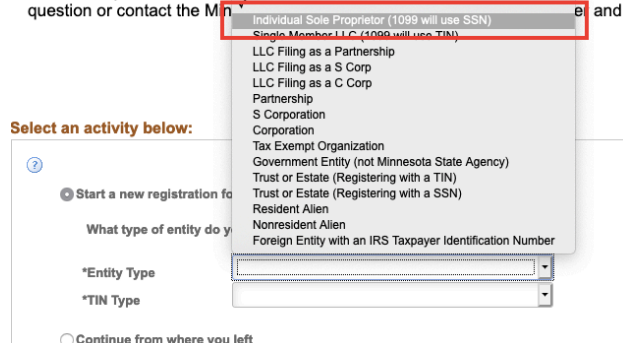 question or contact the Min
er and
Individual Sole Proprietor (1099 will use SSN)
Single Member LLC (1099 will use TIN)
LLC Filing as a Partnership
LLC Filing as a S Corp
LLC Filing as a C Corp
Partnership
S Corporation
Corporation
Tax Exempt Organization
Government Entity (not Minnesota State Agency)
Trust or Estate (Registering with a TIN)
Trust or Estate (Registering with a SSN)
Resident Alien
Nonresident Alien
Foreign Entity with an IRS Taxpayer Identification Number
Select an activity below:
?
Start a new registration fo
What type of entity do y
*Entity Type
*TIN Type
Continue from where you left